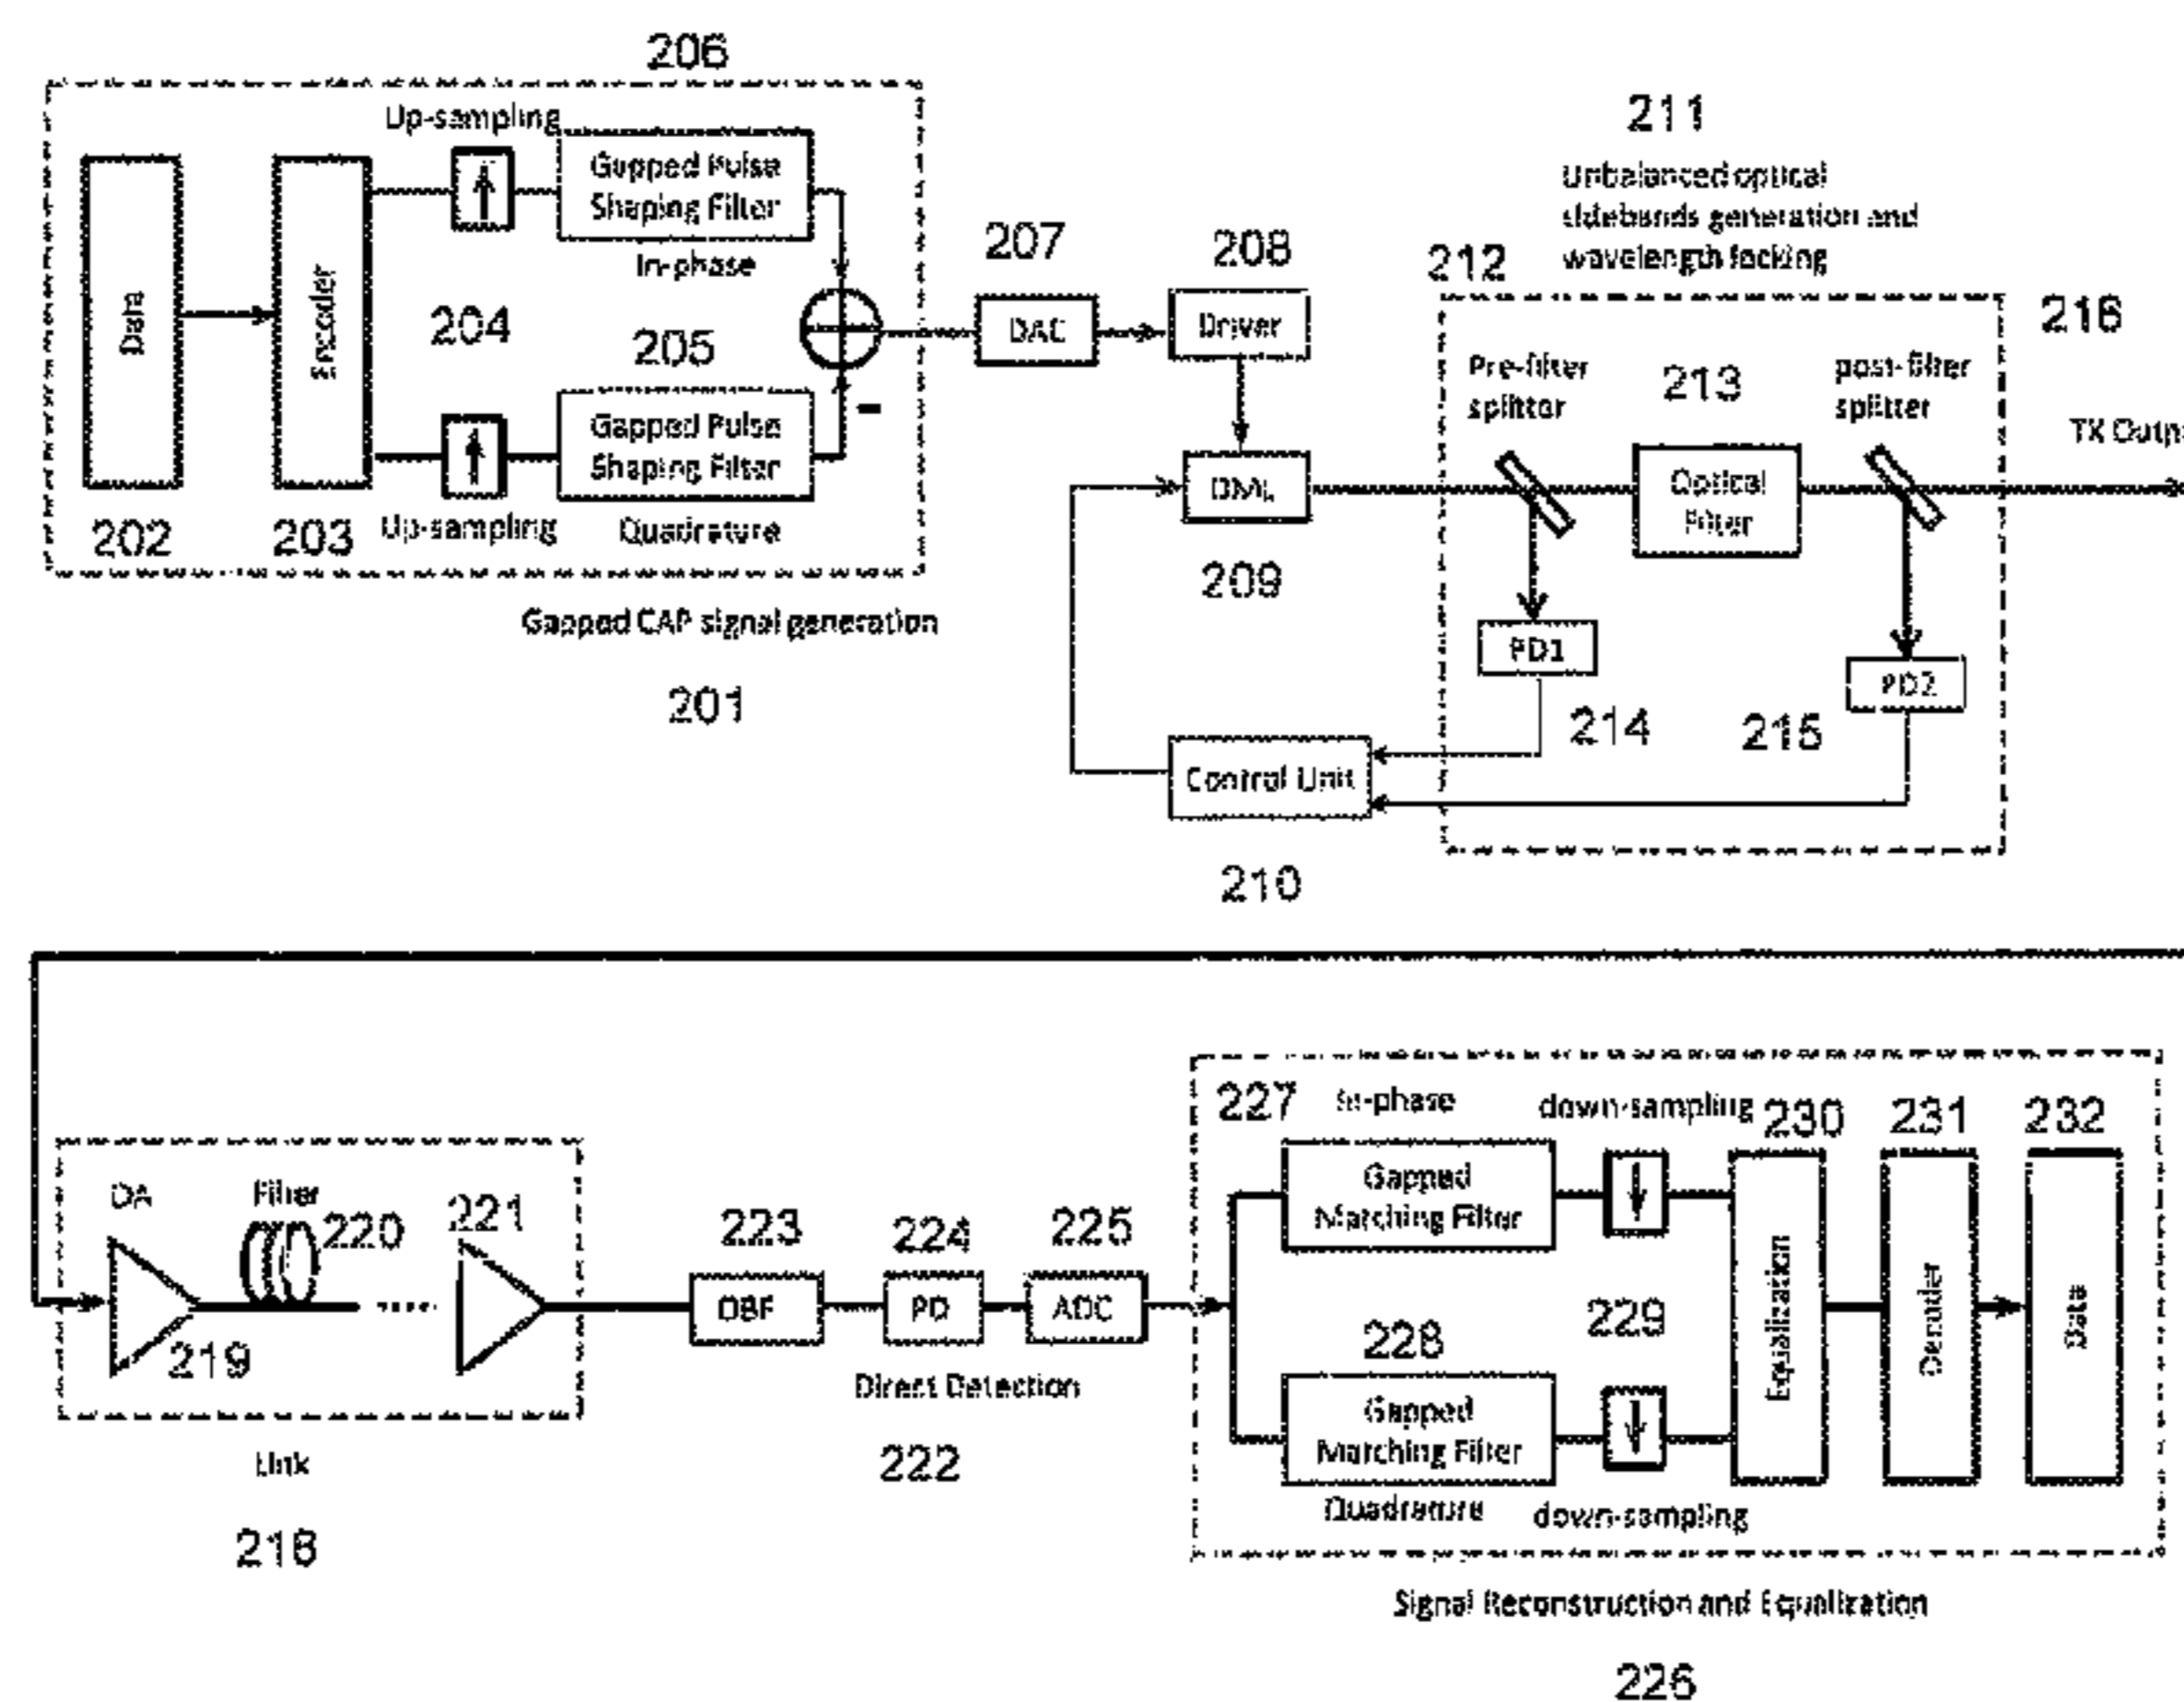 206
Up-sampling
Gapped Pulse
Shaping Filter
In-phase
Data
Encoder
204
205
Gapped Pulse
Shaping Filter
202
203
Up-sampling
Quadrature
-
Gapped CAP signal generation
201
207
DAC
208
Driver
DML
209
211
Unbalanced optical
sidebands generation and
wavelength locking
212
216
Pre-filter
splitter
213
post-filter
splitter
Optical
Filter
TX Outp
PD1
PD2
214
215
Control Unit
210
OA
Fiber
220
221
219
Link
218
223
OBF
224
PD
225
ADC
Direct Detection
222
227
In-phase
down-sampling
230
231
232
Gapped
Matching Filter
228
229
Gapped
Matching Filter
Quadrature
down-sampling
Equalization
Decoder
Data
Signal Reconstruction and Equalization
226